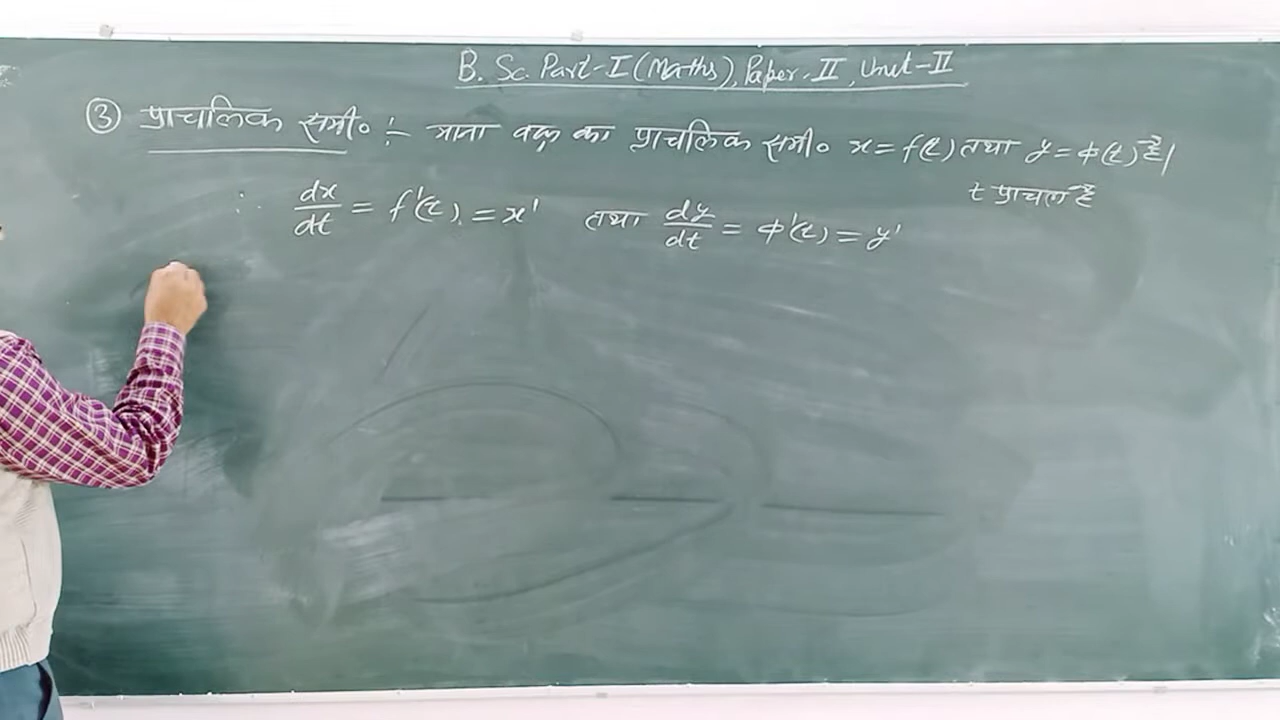 B. Sc. Part-I (Maths), Paper-II, Unit-II
③ प्राचलिक समी० :- माना वक्र का प्राचलिक समी० x = f(t) तथा y = φ(t) है।
t प्राचल है
∴ dx/dt = f'(t) = x' तथा dy/dt = φ'(t) = y'